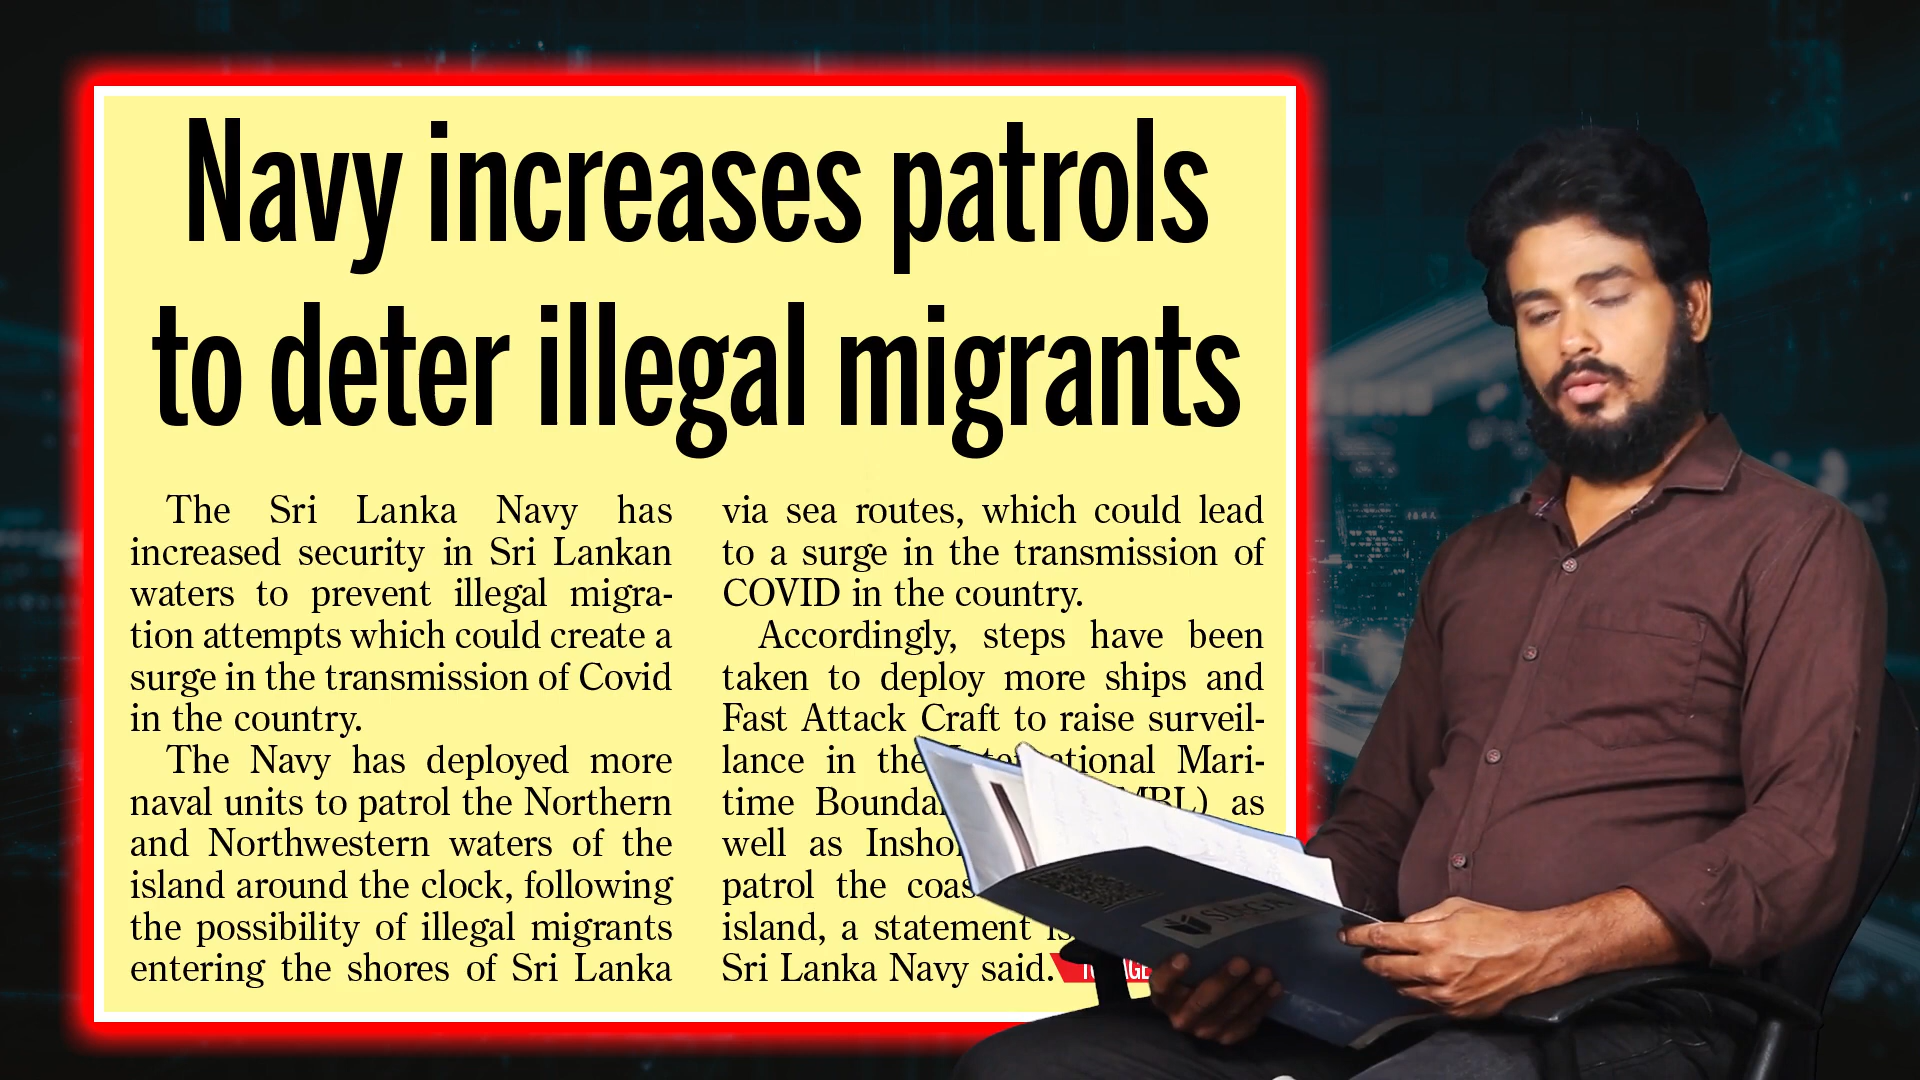 Navy increases patrols
to deter illegal migrants
The Sri Lanka Navy has
increased security in Sri Lankan
waters to prevent illegal migra-
tion attempts which could create a
surge in the transmission of Covid
in the country.
The Navy has deployed more
naval units to patrol the Northern
and Northwestern waters of the
island around the clock, following
the possibility of illegal migrants
entering the shores of Sri Lanka
via sea routes, which could lead
to a surge in the transmission of
COVID in the country.
Accordingly, steps have been
taken to deploy more ships and
Fast Attack Craft to raise surveil-
lance in the Mari-
time as
well as
patrol the
island, a statement
Sri Lanka Navy said.